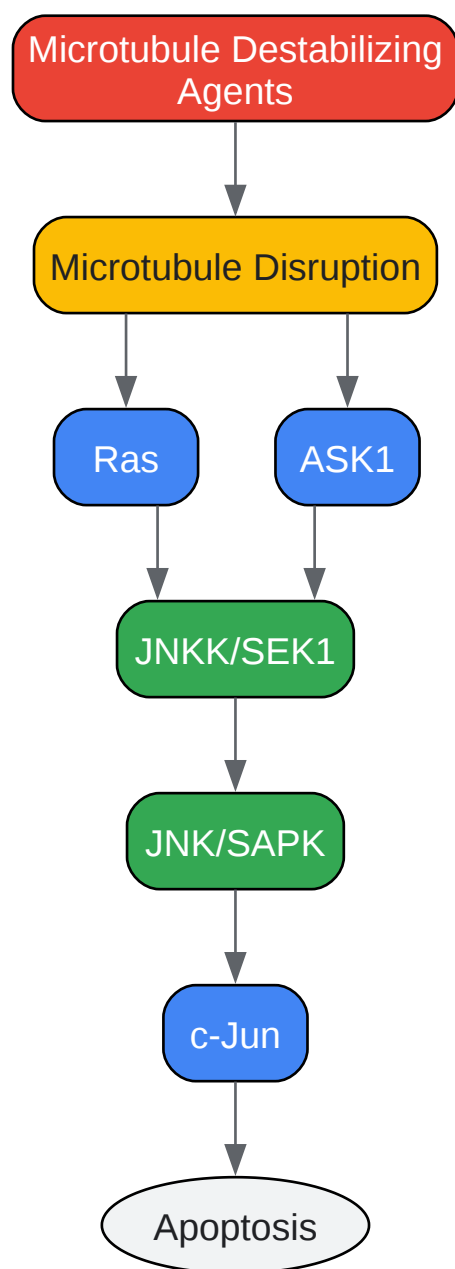 Microtubule Destabilizing
Agents
Microtubule Disruption
Ras
ASK1
JNKK/SEK1
JNK/SAPK
c-Jun
Apoptosis